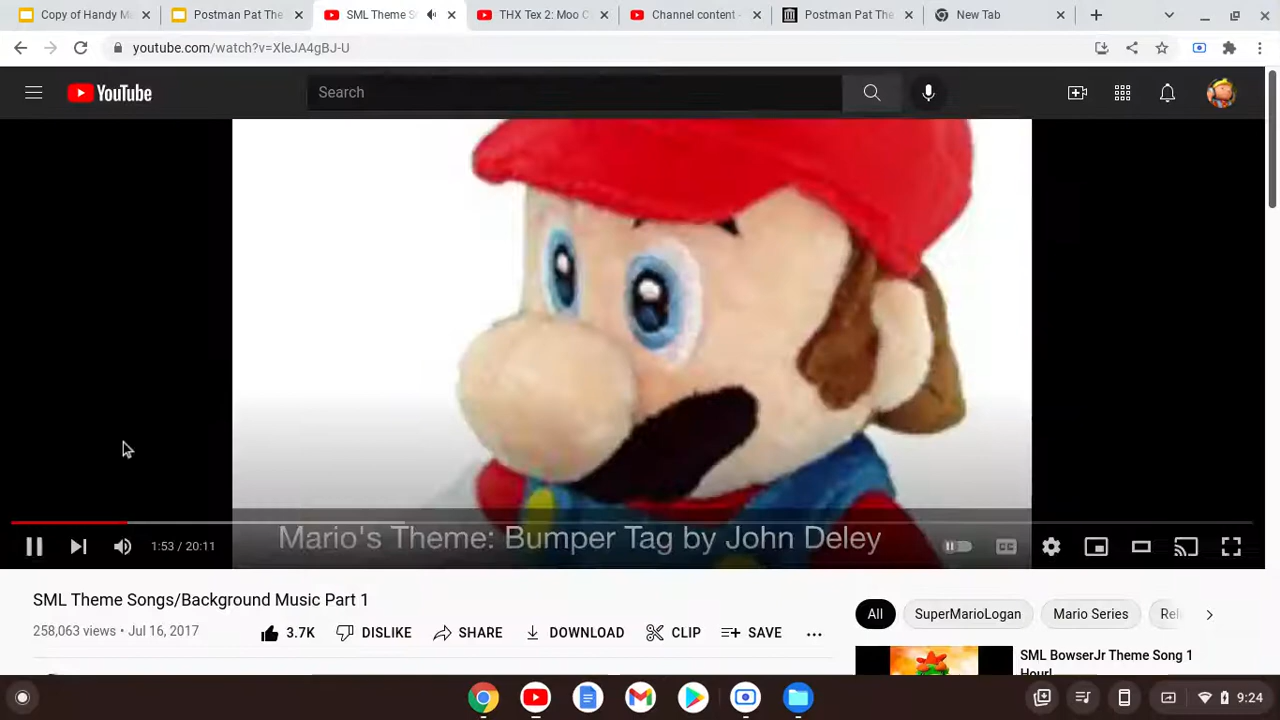 Copy of Handy M
Postman Pat The
SML Theme S
THX Tex 2: Moo C
Channel content -
Postman Pat The
New Tab
youtube.com/watch?v=XleJA4gBJ-U
YouTube
Search
Mario's Theme: Bumper Tag by John Deley
1:53 / 20:11
CC
SML Theme Songs/Background Music Part 1
258,063 views • Jul 16, 2017
3.7K
DISLIKE
SHARE
DOWNLOAD
CLIP
SAVE
All
SuperMarioLogan
Mario Series
Rel
SML BowserJr Theme Song 1
Hour!
9:24